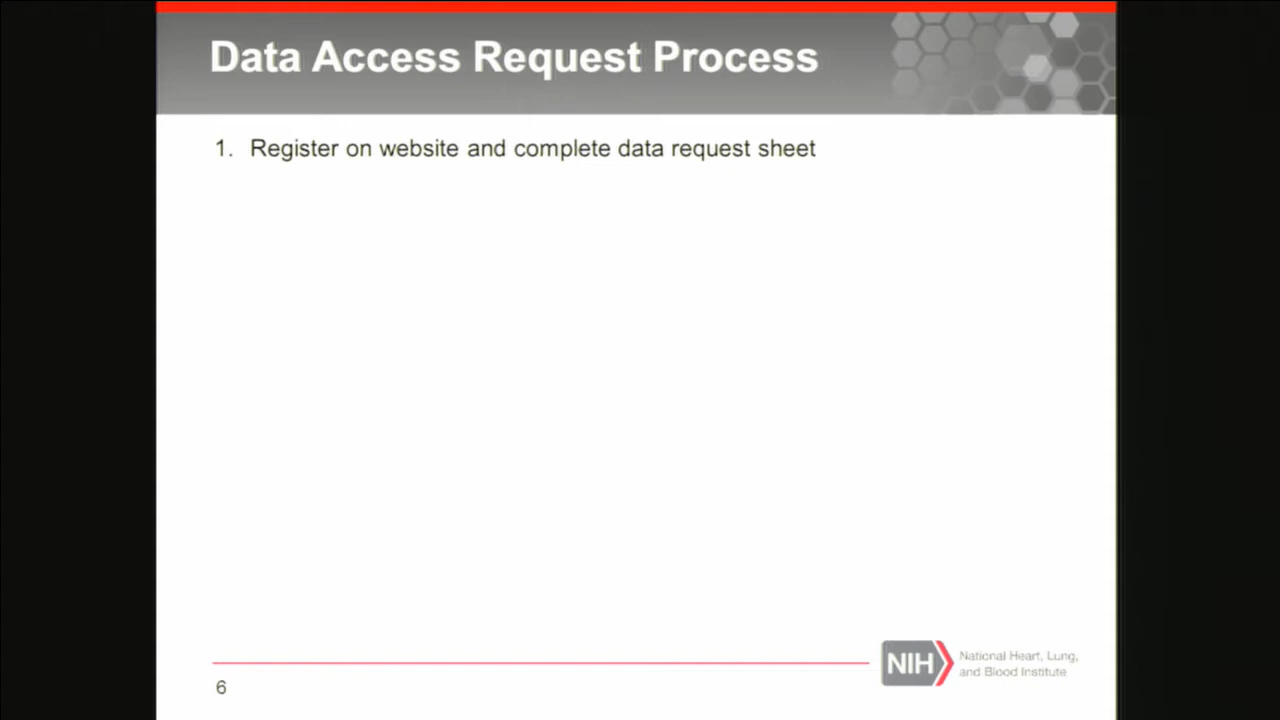 Data Access Request Process
1. Register on website and complete data request sheet
NIH
National Heart, Lung,
and Blood Institute
6